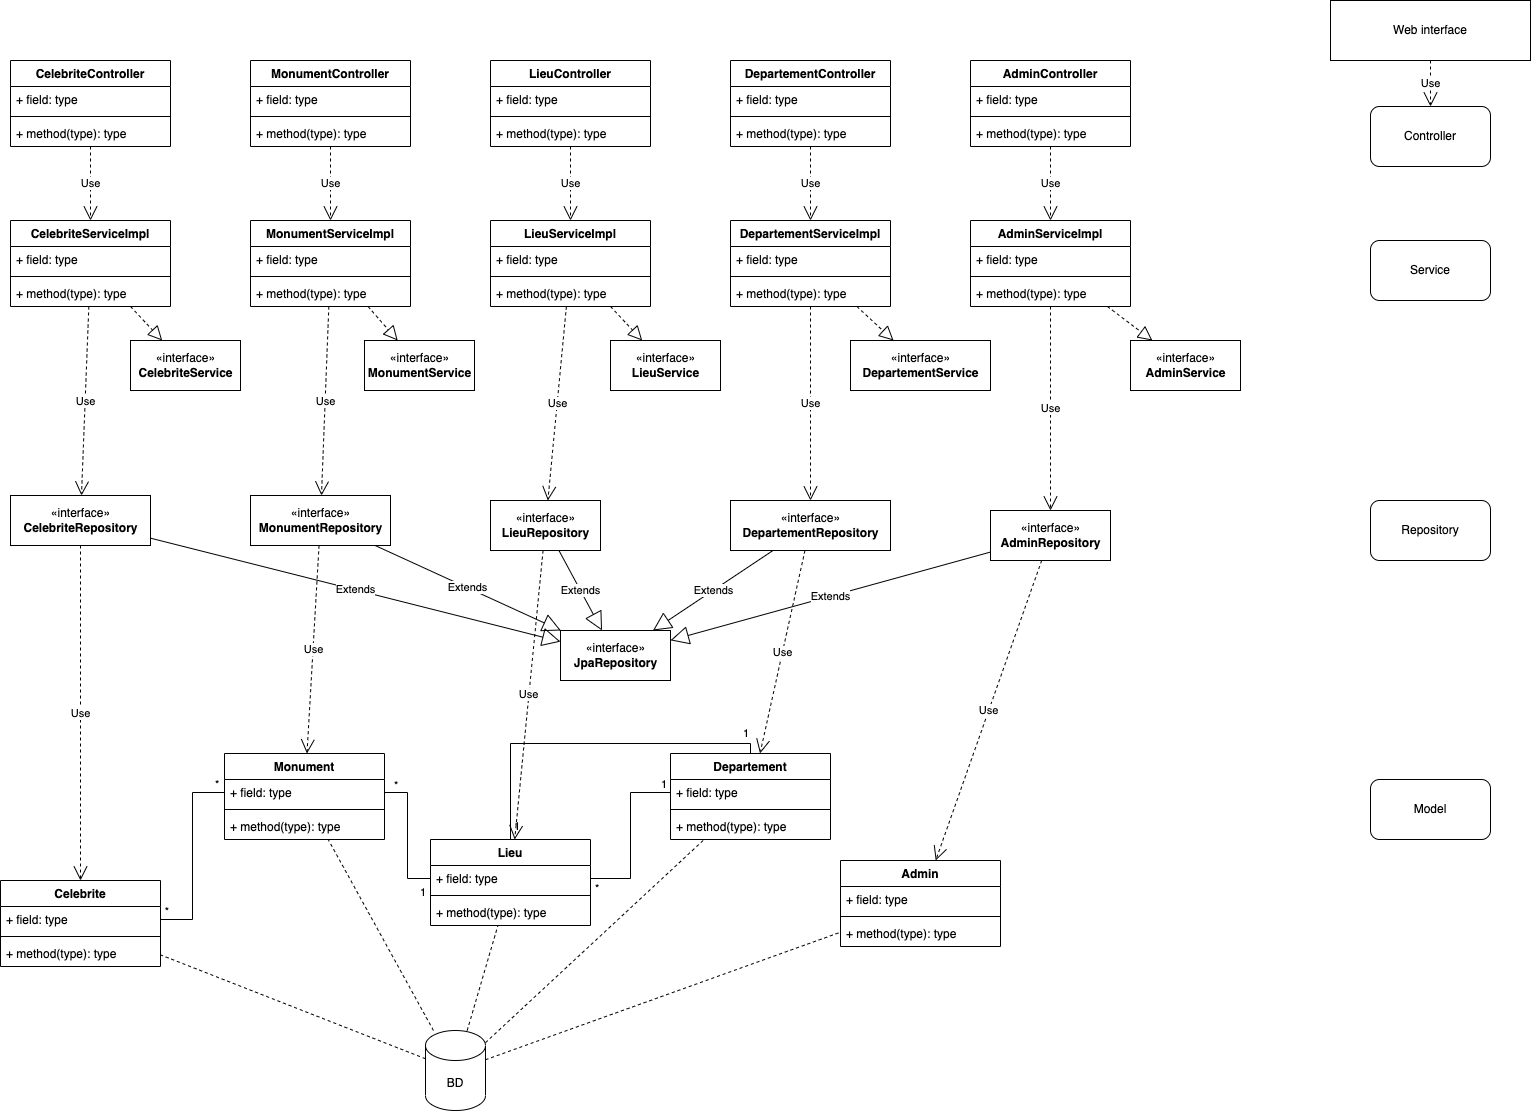 Web interface
Use
Controller
CelebriteController
+ field: type
+ method(type): type
MonumentController
+ field: type
+ method(type): type
LieuController
+ field: type
+ method(type): type
DepartementController
+ field: type
+ method(type): type
AdminController
+ field: type
+ method(type): type
Use
Use
Use
Use
Use
CelebriteServiceImpl
+ field: type
+ method(type): type
MonumentServiceImpl
+ field: type
+ method(type): type
LieuServiceImpl
+ field: type
+ method(type): type
DepartementServiceImpl
+ field: type
+ method(type): type
AdminServiceImpl
+ field: type
+ method(type): type
Service
«interface»
CelebriteService
«interface»
MonumentService
«interface»
LieuService
«interface»
DepartementService
«interface»
AdminService
Use
Use
Use
Use
Use
«interface»
CelebriteRepository
«interface»
MonumentRepository
«interface»
LieuRepository
«interface»
DepartementRepository
«interface»
AdminRepository
Repository
Extends
Extends
Extends
Extends
Extends
«interface»
JpaRepository
Use
Use
Use
Use
Use
1
Monument
+ field: type
+ method(type): type
*
*
Departement
+ field: type
+ method(type): type
1
Model
Lieu
+ field: type
+ method(type): type
1
*
1
Celebrite
+ field: type
+ method(type): type
*
Admin
+ field: type
+ method(type): type
BD